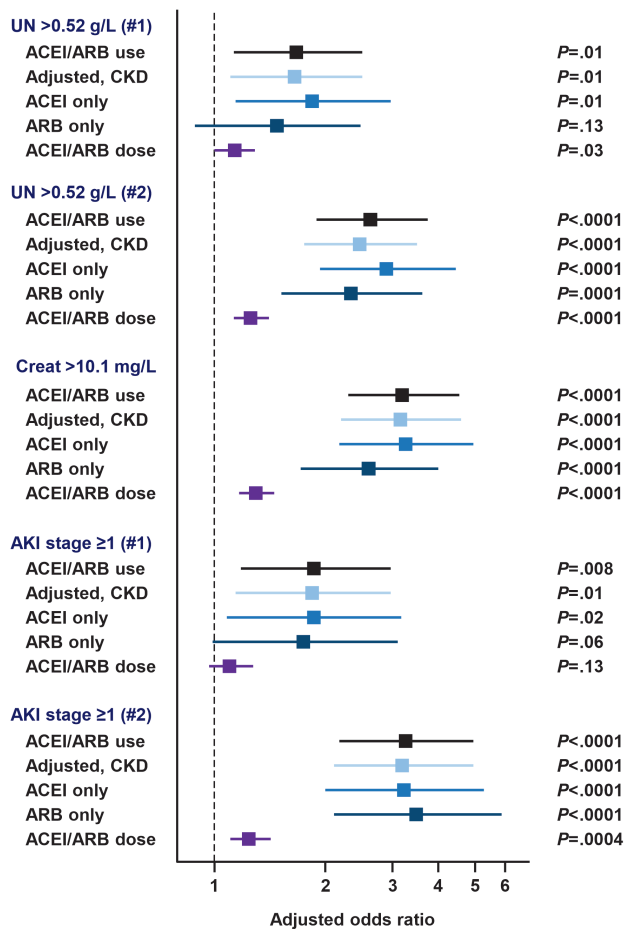 UN >0.52 g/L (#1)
ACEI/ARB use P=.01
Adjusted, CKD P=.01
ACEI only P=.01
ARB only P=.13
ACEI/ARB dose P=.03
UN >0.52 g/L (#2)
ACEI/ARB use P<.0001
Adjusted, CKD P<.0001
ACEI only P<.0001
ARB only P=.0001
ACEI/ARB dose P<.0001
Creat >10.1 mg/L
ACEI/ARB use P<.0001
Adjusted, CKD P<.0001
ACEI only P<.0001
ARB only P<.0001
ACEI/ARB dose P<.0001
AKI stage ≥1 (#1)
ACEI/ARB use P=.008
Adjusted, CKD P=.01
ACEI only P=.02
ARB only P=.06
ACEI/ARB dose P=.13
AKI stage ≥1 (#2)
ACEI/ARB use P<.0001
Adjusted, CKD P<.0001
ACEI only P<.0001
ARB only P<.0001
ACEI/ARB dose P=.0004
1 2 3 4 5 6
Adjusted odds ratio